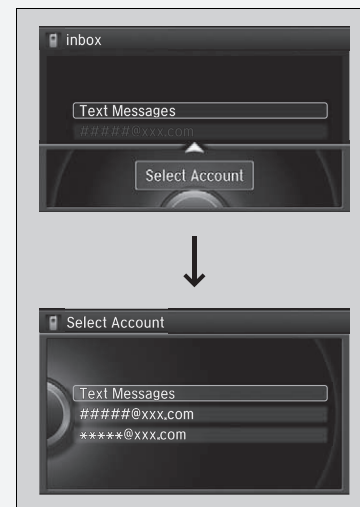 inbox
Text Messages
#####@xxx.com
Select Account
Select Account
Text Messages
#####@xxx.com
*****@xxx.com